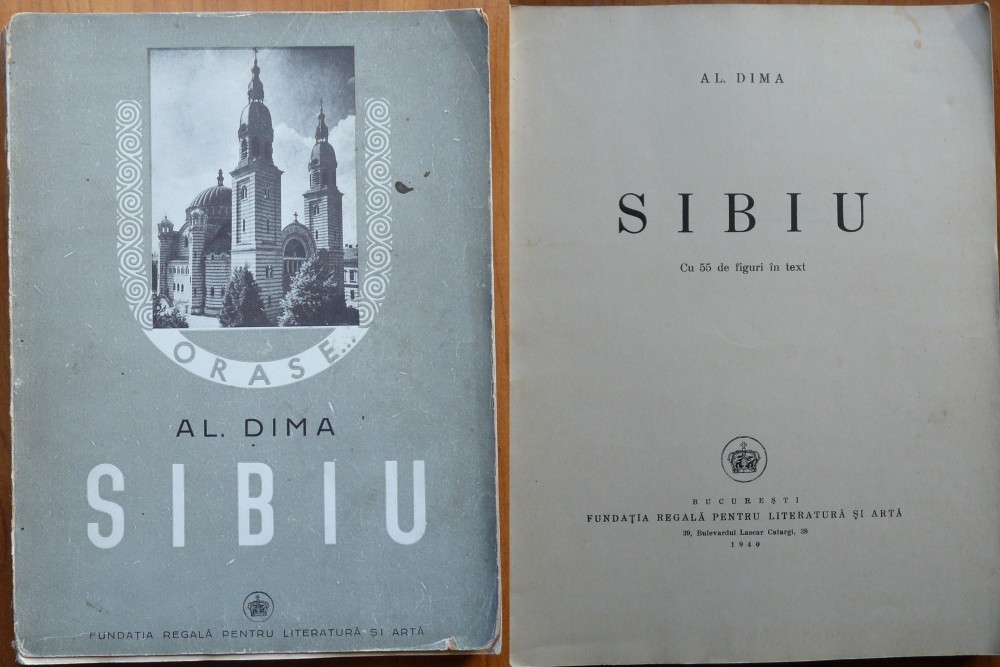 ORAȘE...
AL. DIMA
SIBIU
FUNDAȚIA REGALĂ PENTRU LITERATURĂ ȘI ARTĂ
AL. DIMA
SIBIU
Cu 55 de figuri în text
BUCUREȘTI
FUNDAȚIA REGALĂ PENTRU LITERATURĂ ȘI ARTĂ
39, Bulevardul Lascar Catargi, 39
1940